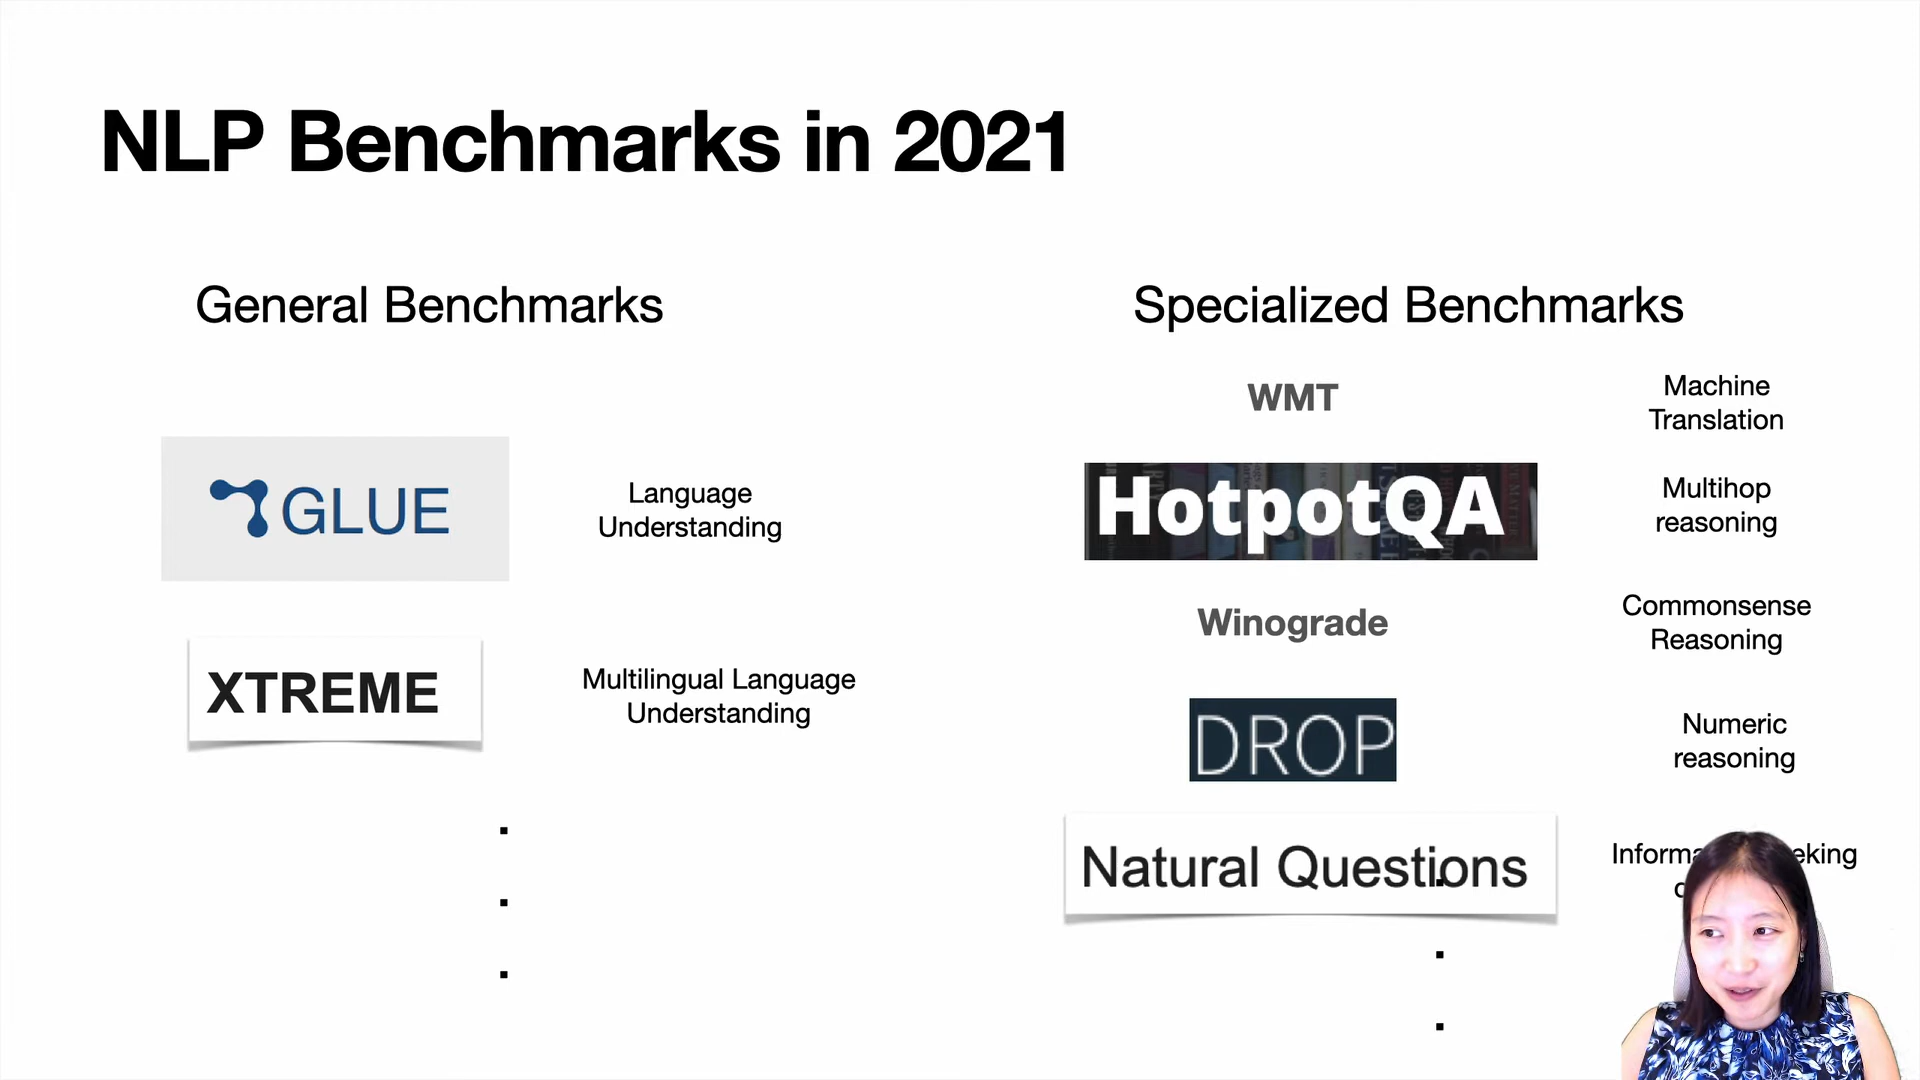 NLP Benchmarks in 2021
General Benchmarks
GLUE
Language
Understanding
XTREME
Multilingual Language
Understanding
Specialized Benchmarks
WMT
Machine
Translation
HotpotQA
Multihop
reasoning
Winograde
Commonsense
Reasoning
DROP
Numeric
reasoning
Natural Questions